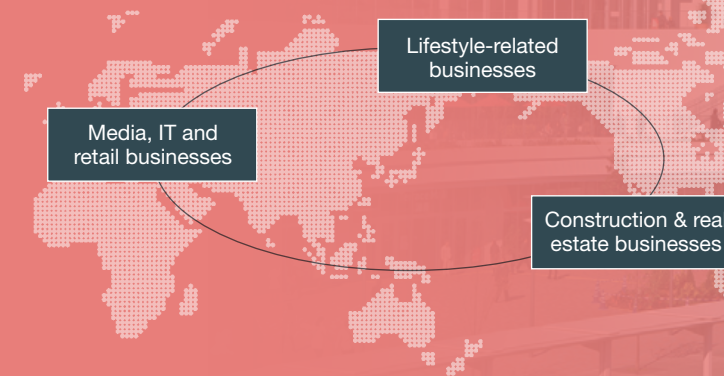 Lifestyle-related
businesses
Media, IT and
retail businesses
Construction & rea
estate businesses